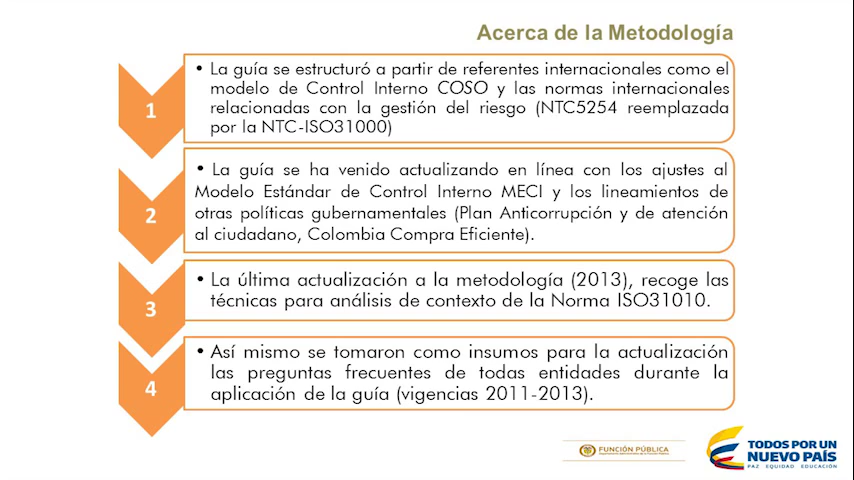 Acerca de la Metodología
1
• La guía se estructuró a partir de referentes internacionales como el
modelo de Control Interno COSO y las normas internacionales
relacionadas con la gestión del riesgo (NTC5254 reemplazada
por la NTC-ISO31000)
2
• La guía se ha venido actualizando en línea con los ajustes al
Modelo Estándar de Control Interno MECI y los lineamientos de
otras políticas gubernamentales (Plan Anticorrupción y de atención
al ciudadano, Colombia Compra Eficiente).
3
• La última actualización a la metodología (2013), recoge las
técnicas para análisis de contexto de la Norma ISO31010.
4
• Así mismo se tomaron como insumos para la actualización
las preguntas frecuentes de todas entidades durante la
aplicación de la guía (vigencias 2011-2013).
FUNCIÓN PÚBLICA
TODOS POR UN
NUEVO PAÍS
PAZ EQUIDAD EDUCACIÓN